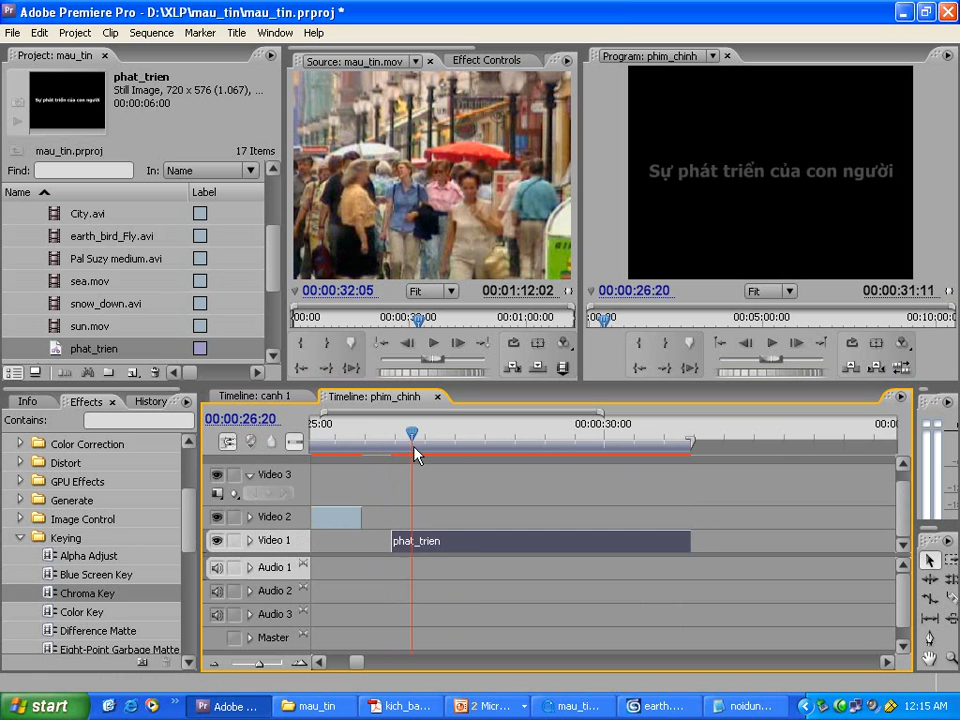 Adobe Premiere Pro - D:\XLP\mau_tin\mau_tin.prproj *
File Edit Project Clip Sequence Marker Title Window Help
Project: mau_tin
phat_trien
Still Image, 720 x 576 (1.067), ...
00:00:06:00
Sự phát triển của con người
mau_tin.prproj 17 Items
Find: In: Name
Name Label
City.avi
earth_bird_Fly.avi
Pal Suzy medium.avi
sea.mov
snow_down.avi
sun.mov
phat_trien
Source: mau_tin.mov Effect Controls
00:00:32:05 Fit 00:01:12:02
:00:00 00:00:30:00 00:01:00:00
Program: phim_chinh
Sự phát triển của con người
00:00:26:20 Fit 00:00:31:11
00:05:00:00 00:10:00:0
Info Effects History
Contains:
Color Correction
Distort
GPU Effects
Generate
Image Control
Keying
Alpha Adjust
Blue Screen Key
Chroma Key
Color Key
Difference Matte
Eight-Point Garbage Matte
Timeline: canh 1 Timeline: phim_chinh
00:00:26:20
:25:00 00:00:30:00 00:0
Video 3
Video 2
Video 1 phat_trien
Audio 1
Audio 2
Audio 3
Master
start Adobe ... mau_tin kich_ba... 2 Micros... mau_ti... earth.... noidun... 12:15 AM